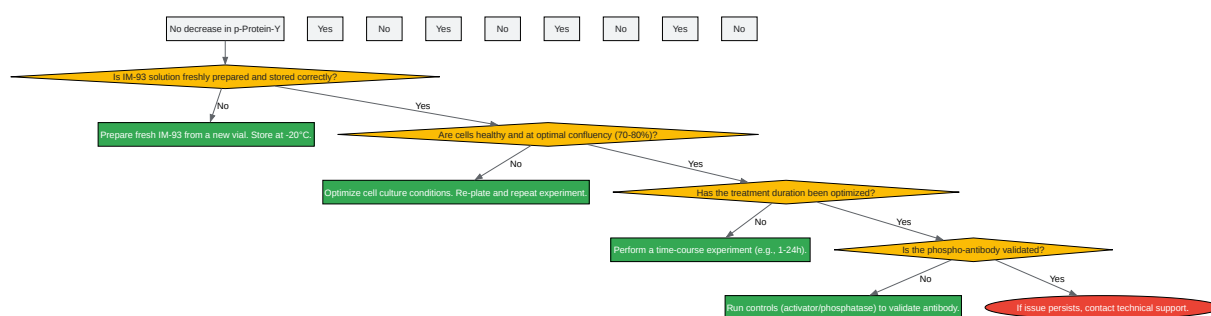 No decrease in p-Protein-Y
Yes
No
Yes
No
Yes
No
Yes
No
Is IM-93 solution freshly prepared and stored correctly?
No
Yes
Prepare fresh IM-93 from a new vial. Store at -20°C.
Are cells healthy and at optimal confluency (70-80%)?
No
Yes
Optimize cell culture conditions. Re-plate and repeat experiment.
Has the treatment duration been optimized?
No
Yes
Perform a time-course experiment (e.g., 1-24h).
Is the phospho-antibody validated?
No
Yes
Run controls (activator/phosphatase) to validate antibody.
If issue persists, contact technical support.